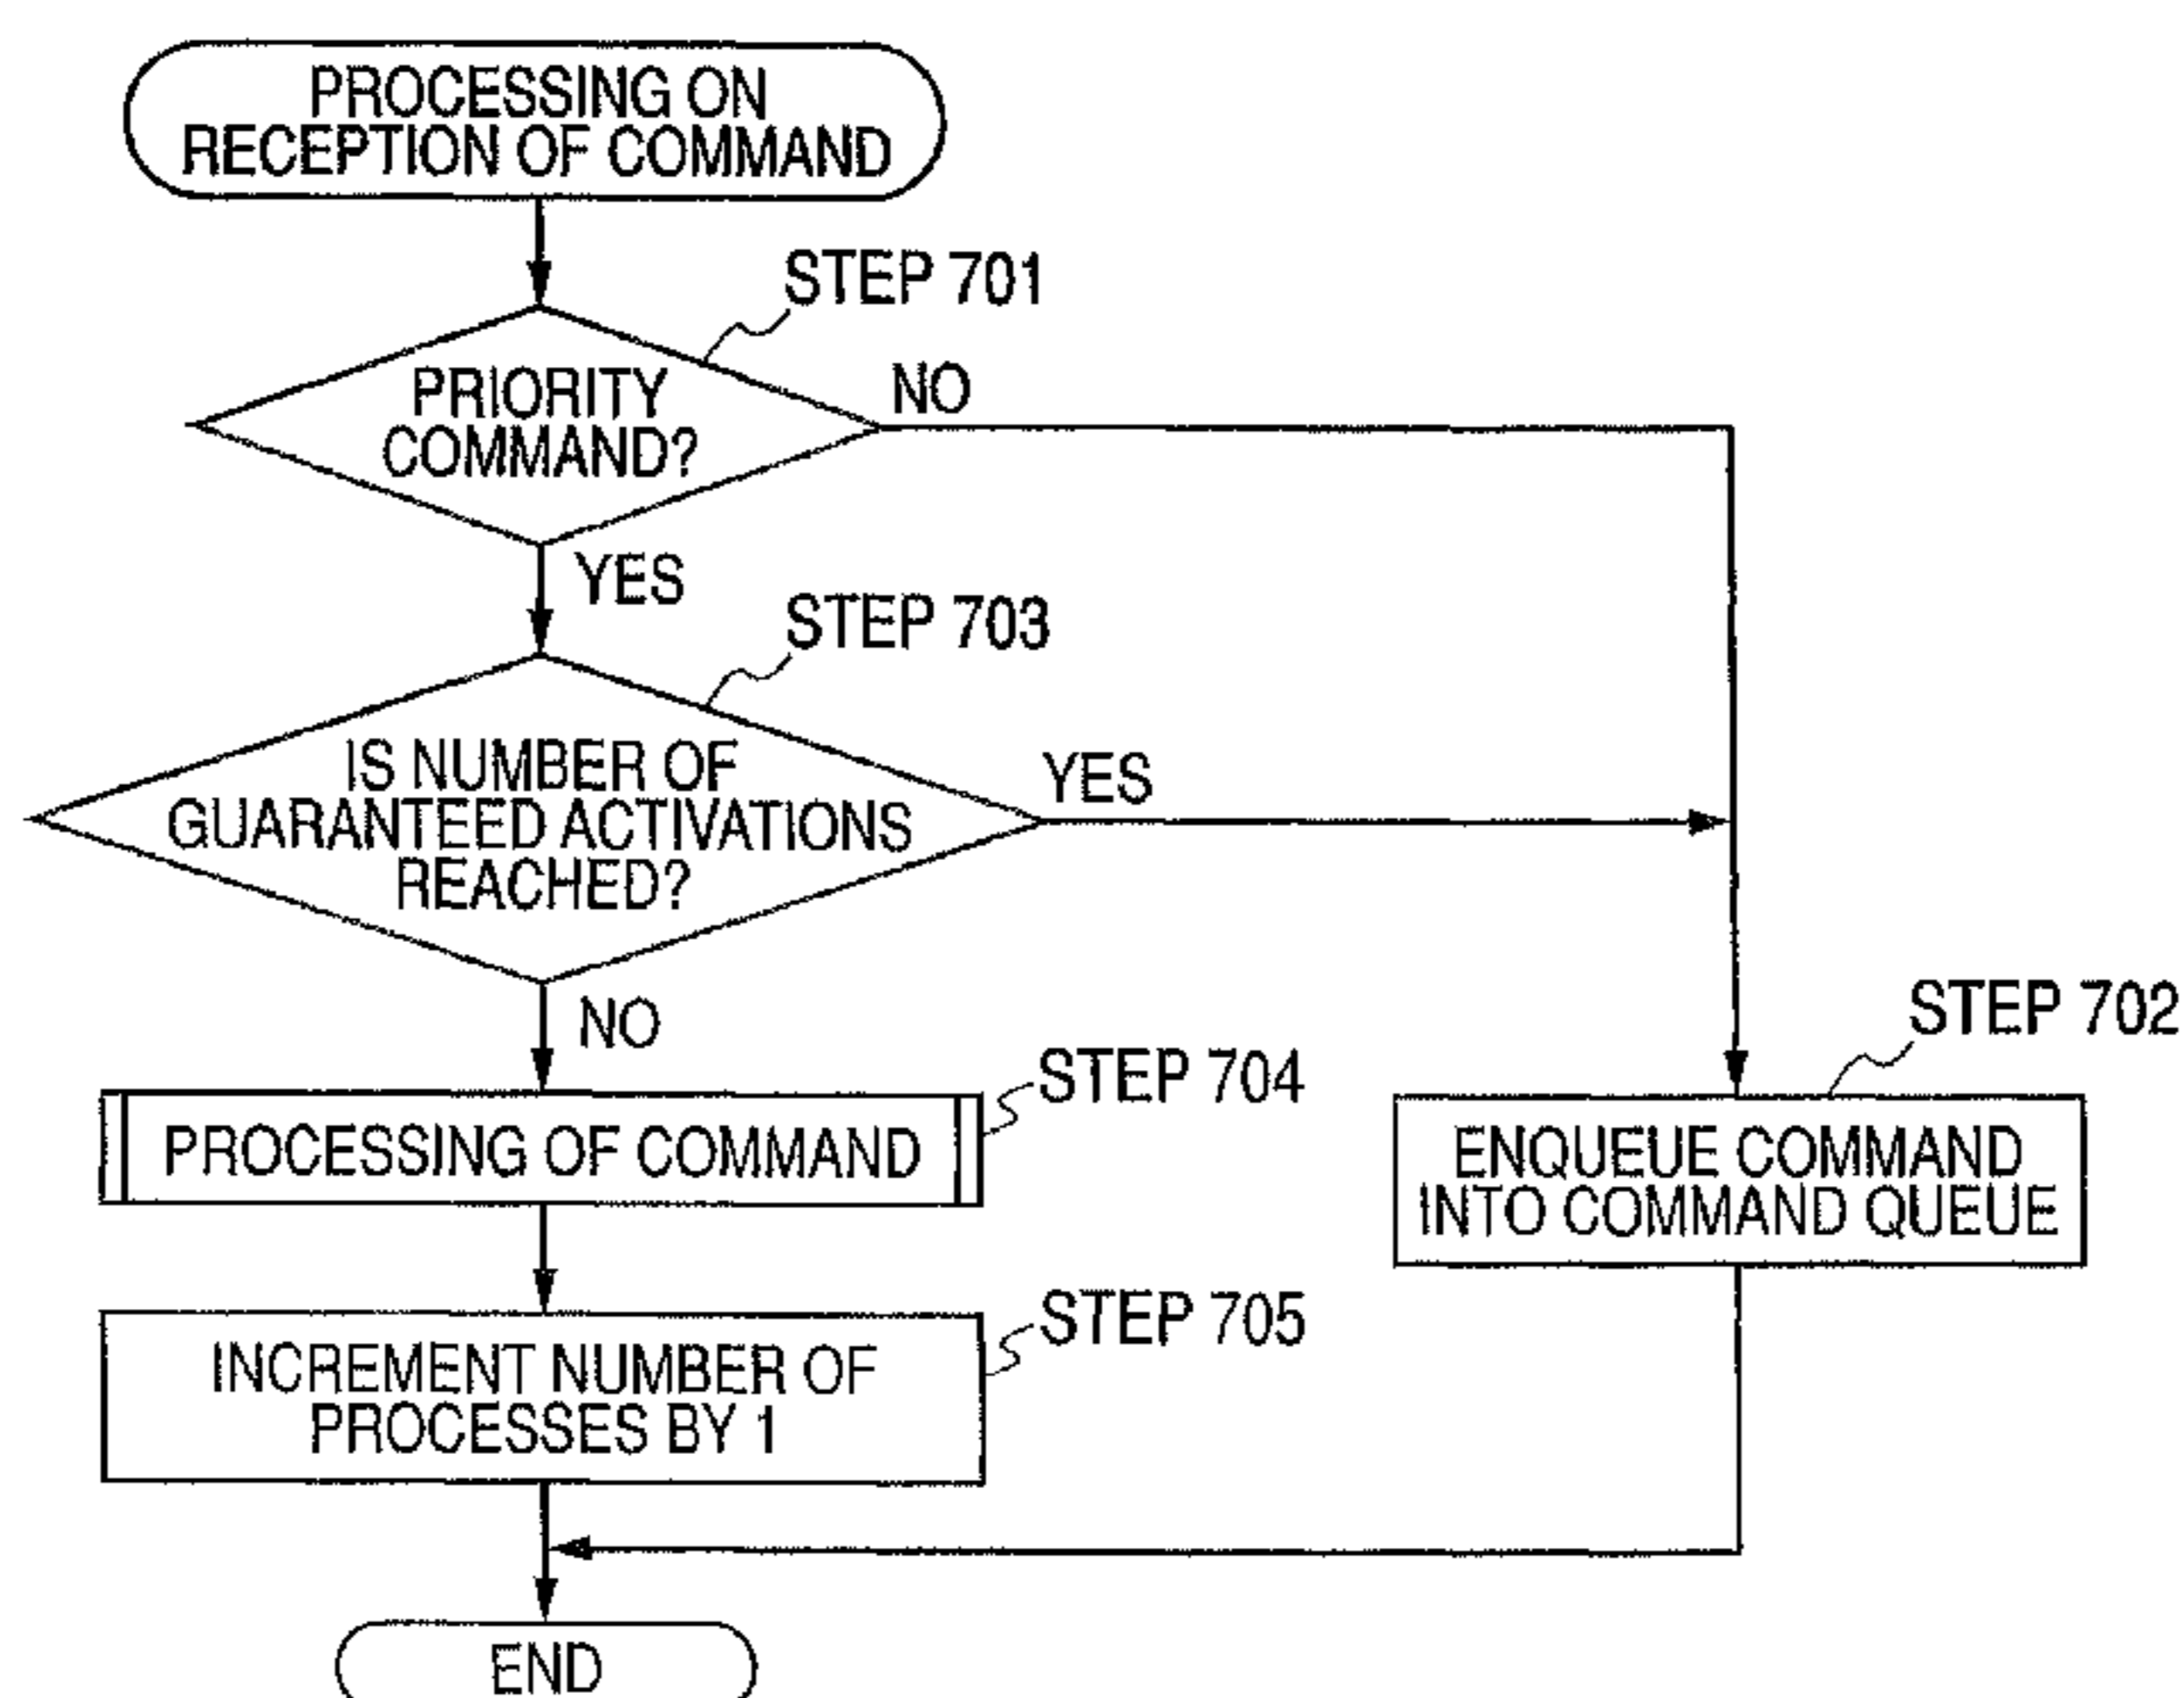 PROCESSING ON
RECEPTION OF COMMAND
STEP 701
PRIORITY
COMMAND?
NO
YES
STEP 703
IS NUMBER OF
GUARANTEED ACTIVATIONS
REACHED?
YES
NO
STEP 702
STEP 704
PROCESSING OF COMMAND
ENQUEUE COMMAND
INTO COMMAND QUEUE
STEP 705
INCREMENT NUMBER OF
PROCESSES BY 1
END